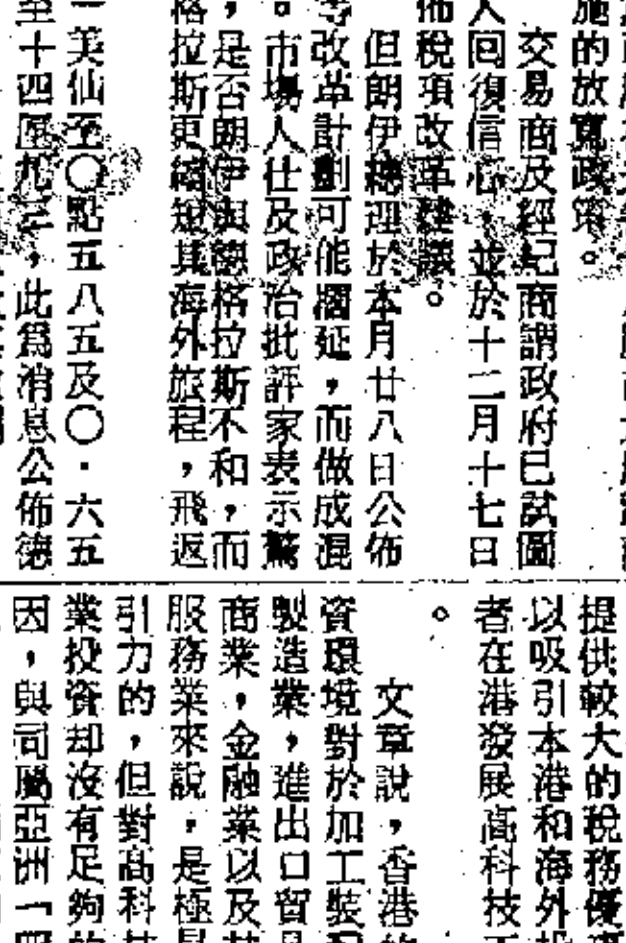 施的放寬政策。
交易商及經紀商謂政府已試圖
人回復信心，並於十二月十七日
佈稅項改革建議。
但朗伊總理於本月廿八日公佈
改革計劃可能擱延，而做成混
。市場人仕及政治批評家表示驚
，是否朗伊與德格拉斯不和，而
格拉斯更縮短其海外旅程，飛返
一美仙至〇點五八五及〇·六五
至十四厘九三，此爲消息公佈德
提供較大的稅務優
以吸引本港和海外
者在港發展高科技
。
文章說，香港
資環境對於加工裝
製造業，進出口貿
商業，金融業以及
服務業來說，是極
引力的，但對高科
業投資却沒有足夠的
因，與司屬亞洲「四